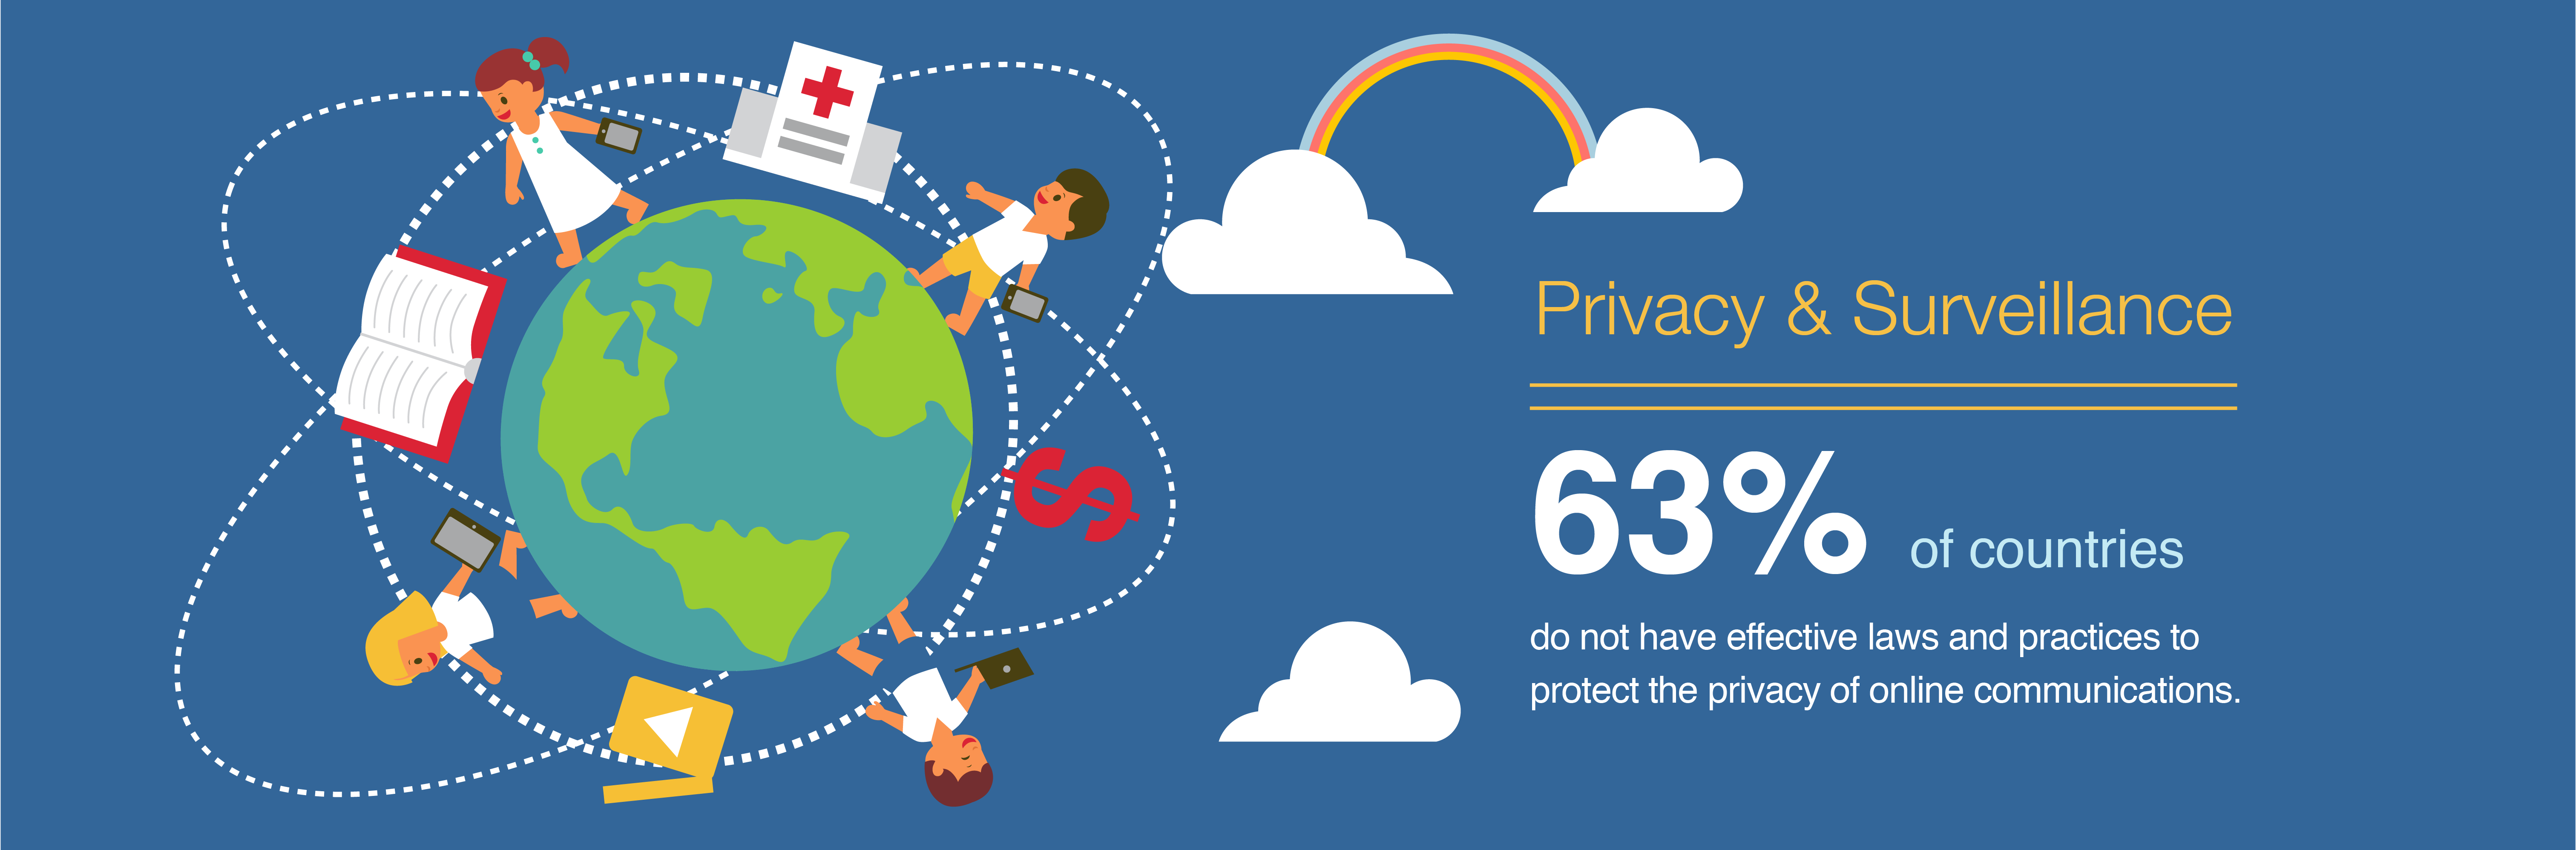 Privacy & Surveillance
63% of countries
do not have effective laws and practices to
protect the privacy of online communications.
$